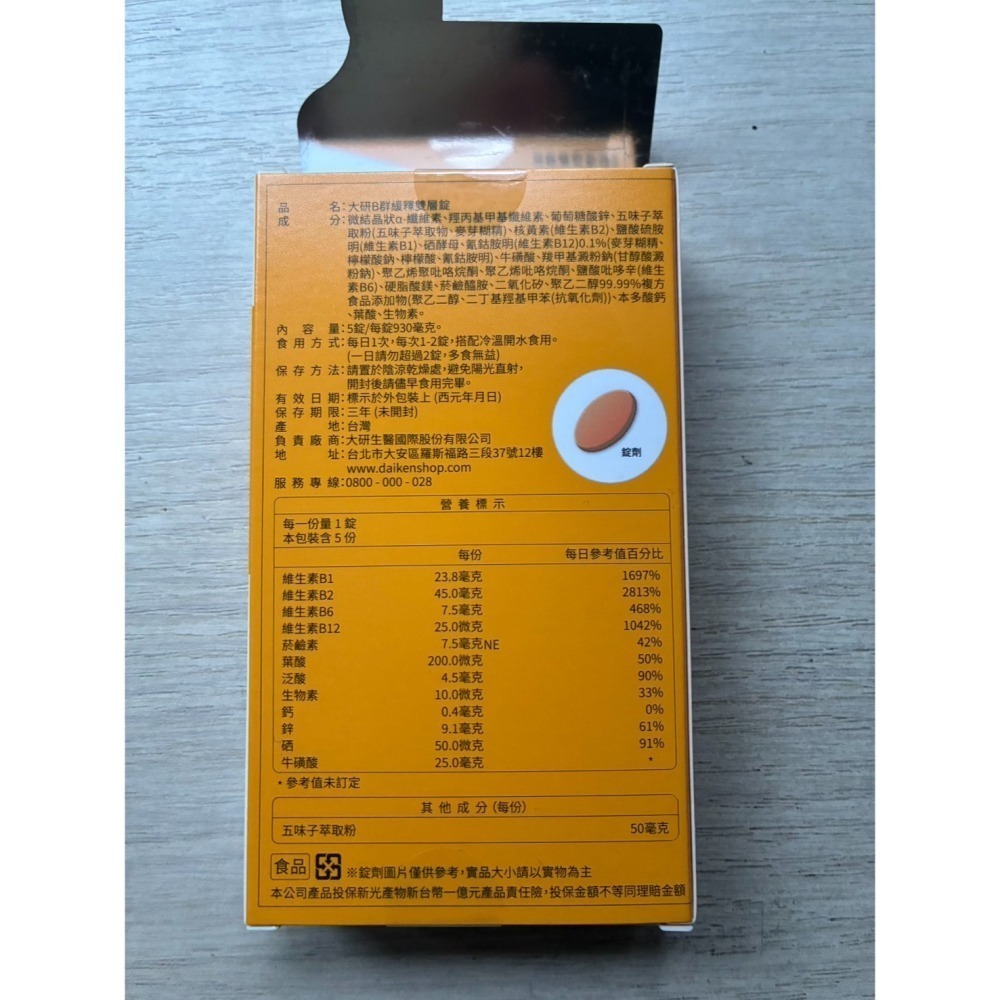 品名:大研B群緩釋雙層錠
成分:微結晶狀α-纖維素、羥丙基甲基纖維素、葡萄糖酸鋅、五味子萃
取粉(五味子萃取物、麥芽糊精)、核黃素(維生素B2)、鹽酸硫胺
明(維生素B1)、硒酵母、氰鈷胺明(維生素B12)0.1%(麥芽糊精、
檸檬酸鈉、檸檬酸、氰鈷胺明)、牛磺酸、羧甲基澱粉鈉(甘醇酸澱
粉鈉)、聚乙烯聚吡咯烷酮、聚乙烯吡咯烷酮、鹽酸吡哆辛(維生
素B6)、硬脂酸鎂、菸鹼醯胺、二氧化矽、聚乙二醇99.99%複方
食品添加物(聚乙二醇、二丁基羥基甲苯(抗氧化劑))、本多酸鈣
、葉酸、生物素。
內容量:5錠/每錠930毫克。
食用方式:每日1次,每次1-2錠,搭配冷溫開水食用。
(一日請勿超過2錠,多食無益)
保存方法:請置於陰涼乾燥處,避免陽光直射,
開封後請儘早食用完畢。
有效日期:標示於外包裝上 (西元年月日)
保存期限:三年 (未開封)
產地:台灣
負責廠商:大研生醫國際股份有限公司
地址:台北市大安區羅斯福路三段37號12樓
www.daikenshop.com
服務專線:0800 - 000 - 028
錠劑
營養標示
每一份量 1 錠
本包裝含 5 份
每份 每日參考值百分比
維生素B1 23.8毫克 1697%
維生素B2 45.0毫克 2813%
維生素B6 7.5毫克 468%
維生素B12 25.0微克 1042%
菸鹼素 7.5毫克NE 42%
葉酸 200.0微克 50%
泛酸 4.5毫克 90%
生物素 10.0微克 33%
鈣 0.4毫克 0%
鋅 9.1毫克 61%
硒 50.0微克 91%
牛磺酸 25.0毫克 *
*參考值未訂定
其他成分(每份)
五味子萃取粉 50毫克
食品 ※錠劑圖片僅供參考,實品大小請以實物為主
本公司產品投保新光產物新台幣一億元產品責任險,投保金額不等同理賠金額